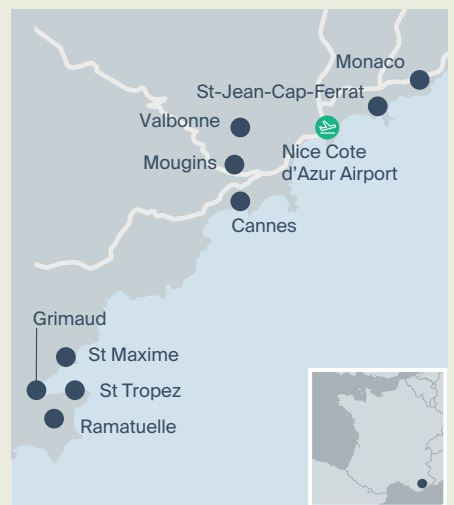 Monaco
St-Jean-Cap-Ferrat
Valbonne
Mougins
Nice Cote
d'Azur Airport
Cannes
Grimaud
St Maxime
St Tropez
Ramatuelle